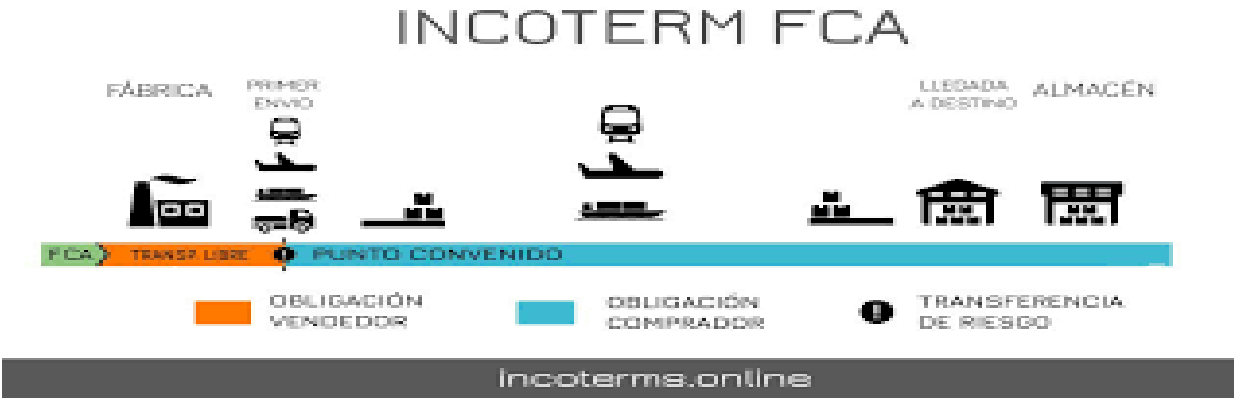 INCOTERM FCA
FÁBRICA
PRIMER
ENVIO
LLEGADA
A DESTINO
ALMACÉN
FCA
TRANSP. LIBRE
PUNTO CONVENIDO
OBLIGACIÓN
VENDEDOR
OBLIGACIÓN
COMPRADOR
TRANSFERENCIA
DE RIESGO
incoterms.online